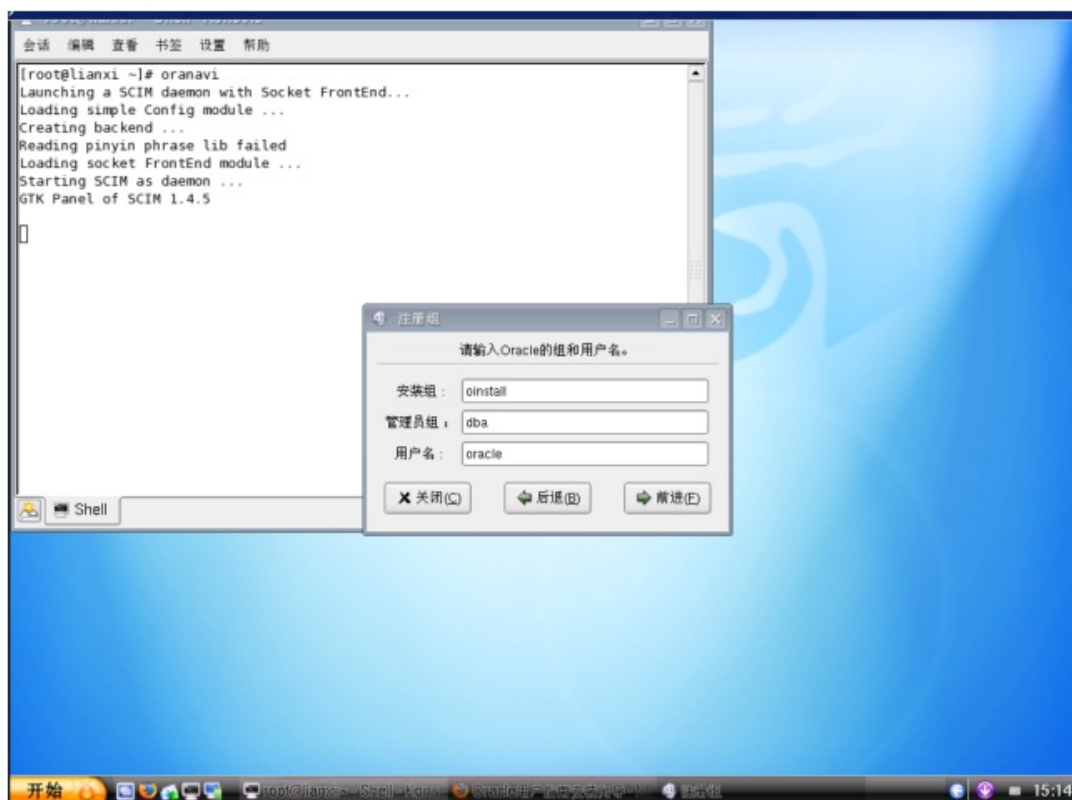 会话 编辑 查看 书签 设置 帮助
[root@lianxi ~]# oranavi
Launching a SCIM daemon with Socket FrontEnd...
Loading simple Config module ...
Creating backend ...
Reading pinyin phrase lib failed
Loading socket FrontEnd module ...
Starting SCIM as daemon ...
GTK Panel of SCIM 1.4.5
注册组
请输入Oracle的组和用户名。
安装组： oinstall
管理员组： dba
用户名： oracle
关闭(C) 后退(B) 前进(F)
Shell
开始
15:14